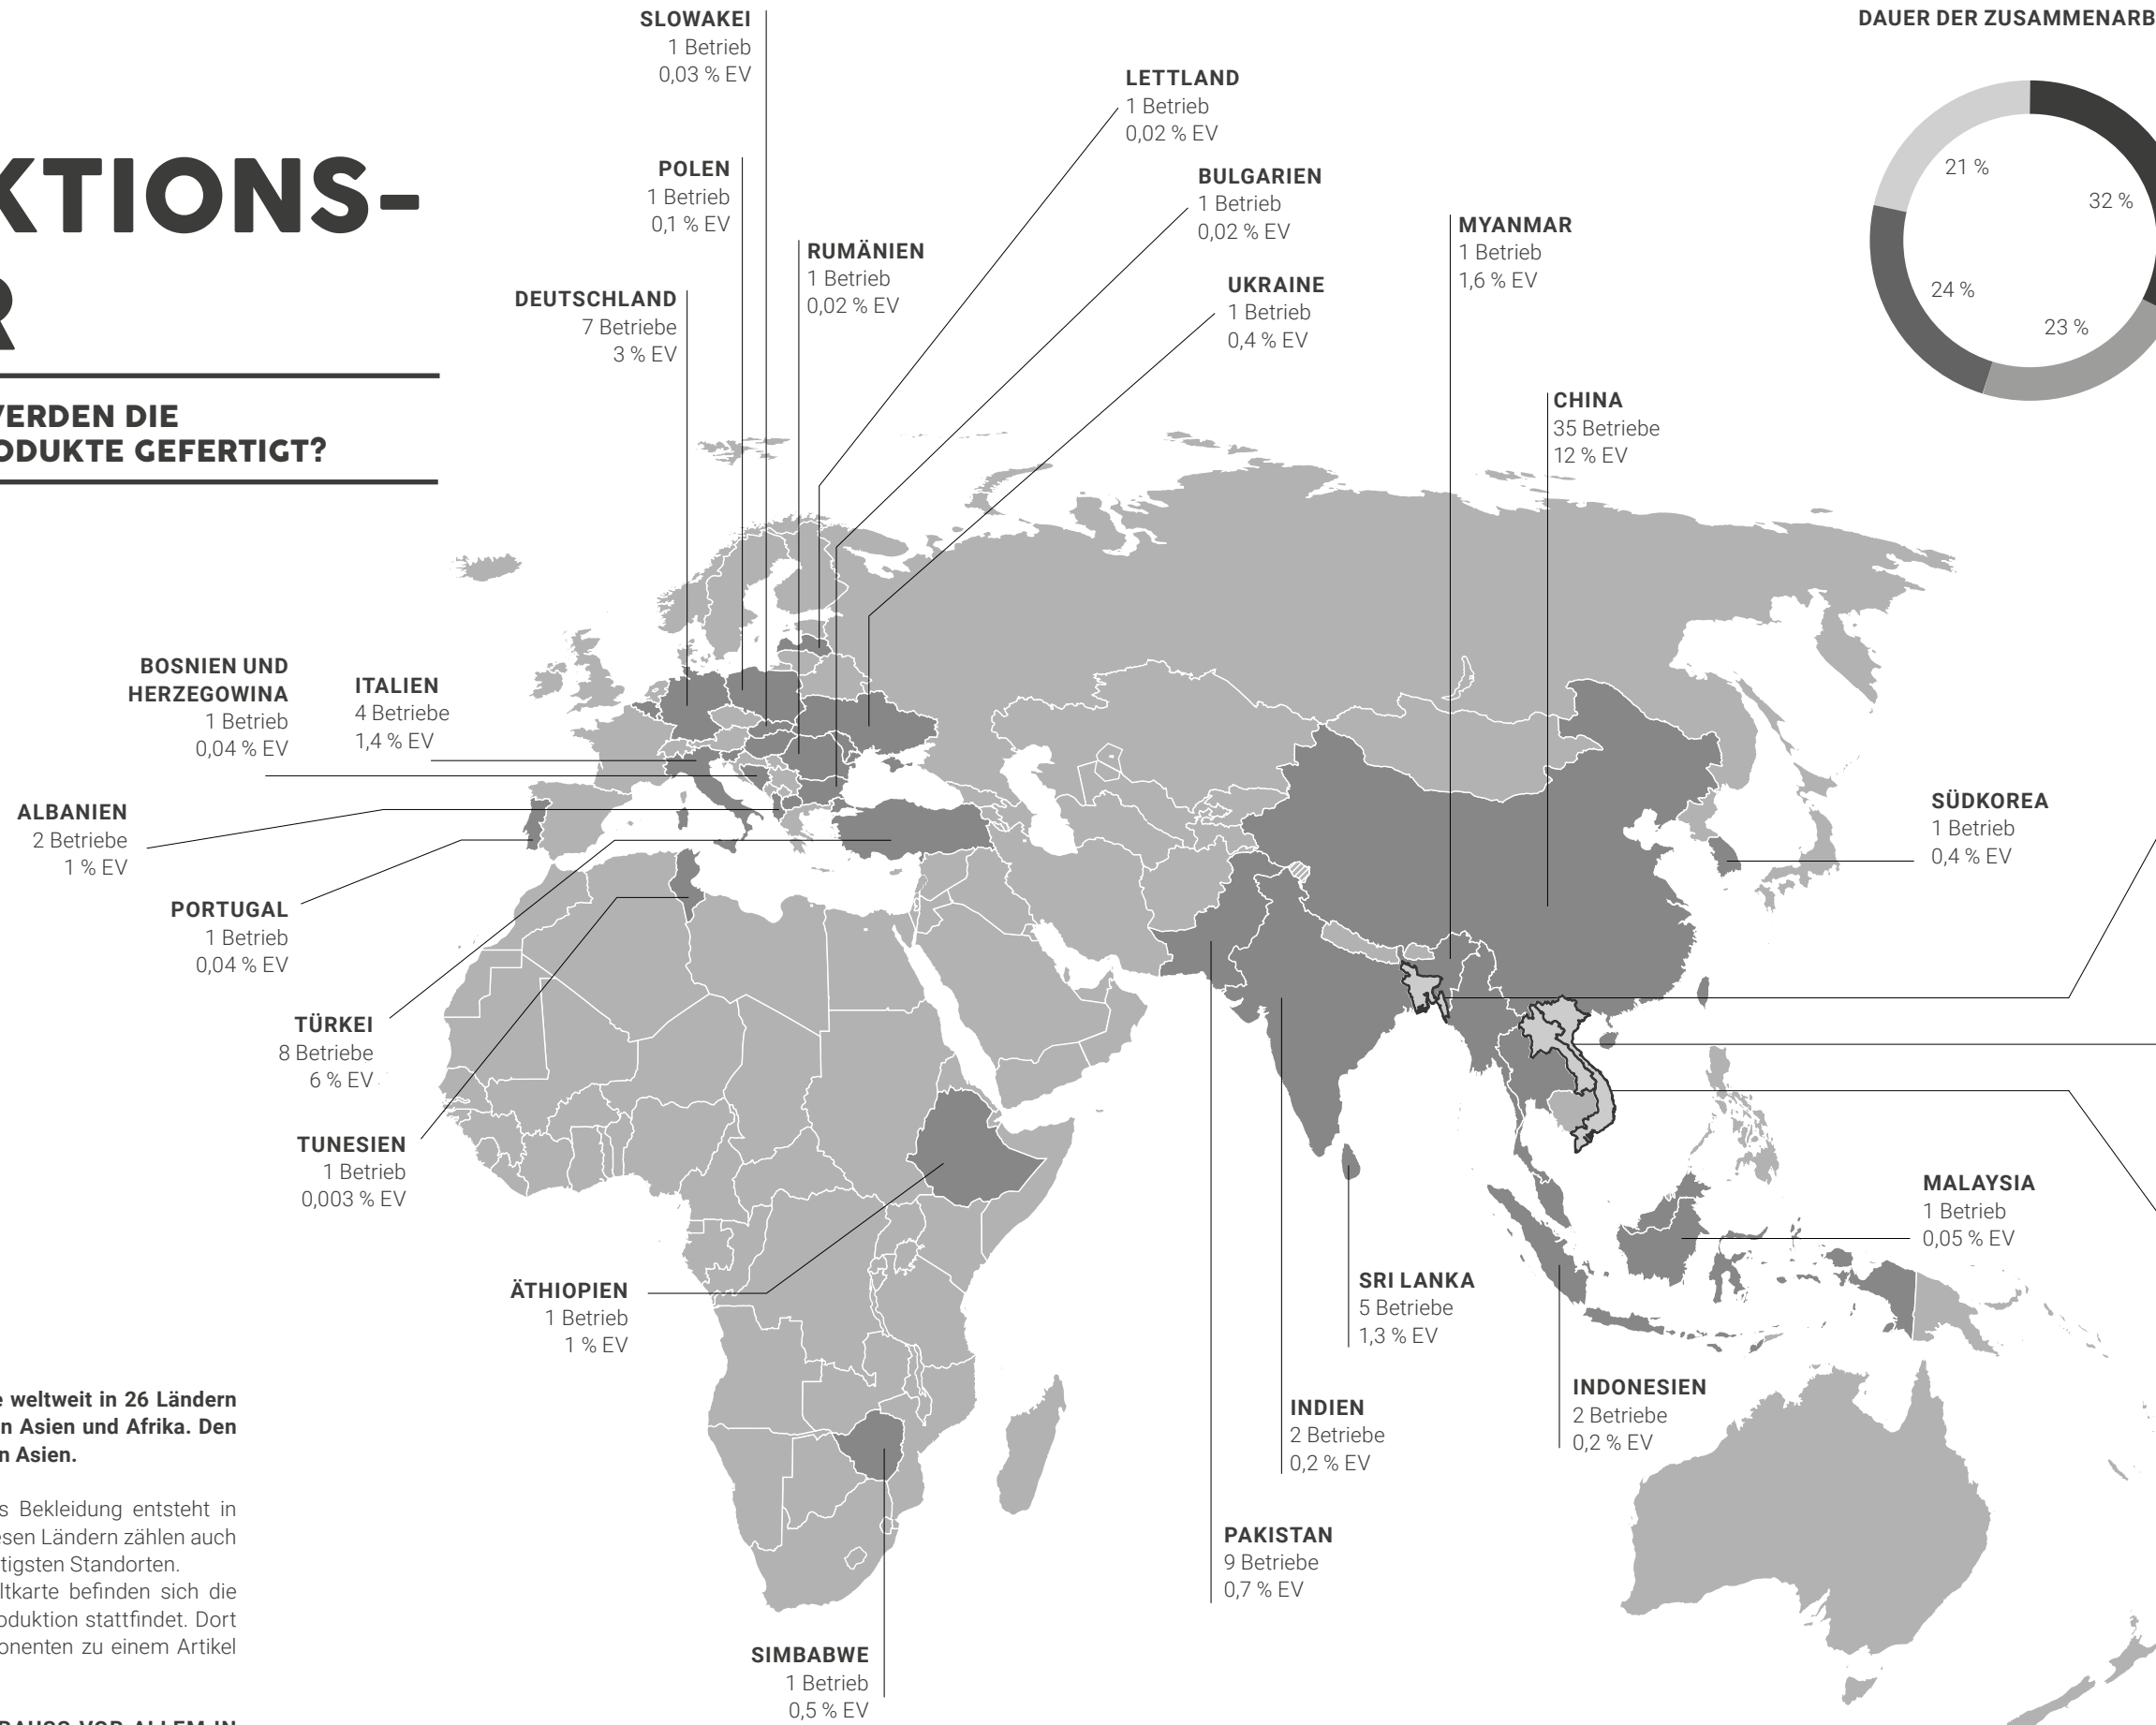 SLOWAKEI
1 Betrieb
0,03 % EV
DAUER DER
LETTLAND
1 Betrieb
0,02 % EV
POLEN
1 Betrieb
0,1 % EV
BULGARIEN
1 Betrieb
0,02 % EV
RUMÄNIEN
1 Betrieb
0,02 % EV
MYANMAR
1 Betrieb
1,6 % EV
DEUTSCHLAND
7 Betriebe
3 % EV
UKRAINE
1 Betrieb
0,4 % EV
21 %
32 %
24 %
23 %
KTIONS-
R
ERDEN DIE
ODUKTE GEFERTIGT?
CHINA
35 Betriebe
12 % EV
BOSNIEN UND
HERZEGOWINA
1 Betrieb
0,04 % EV
ITALIEN
4 Betriebe
1,4 % EV
ALBANIEN
2 Betriebe
1 % EV
PORTUGAL
1 Betrieb
0,04 % EV
TÜRKEI
8 Betriebe
6 % EV
TUNESIEN
1 Betrieb
0,003 % EV
ÄTHIOPIEN
1 Betrieb
1 % EV
SIMBABWE
1 Betrieb
0,5 % EV
SÜDKOREA
1 Betrieb
0,4 % EV
MALAYSIA
1 Betrieb
0,05 % EV
SRI LANKA
5 Betriebe
1,3 % EV
INDONESIEN
2 Betriebe
0,2 % EV
INDIEN
2 Betriebe
0,2 % EV
PAKISTAN
9 Betriebe
0,7 % EV
e weltweit in 26 Ländern
n Asien und Afrika. Den
n Asien.
s Bekleidung entsteht in
esen Ländern zählen auch
tigsten Standorten.
ltkarte befinden sich die
oduktion stattfindet. Dort
onenten zu einem Artikel